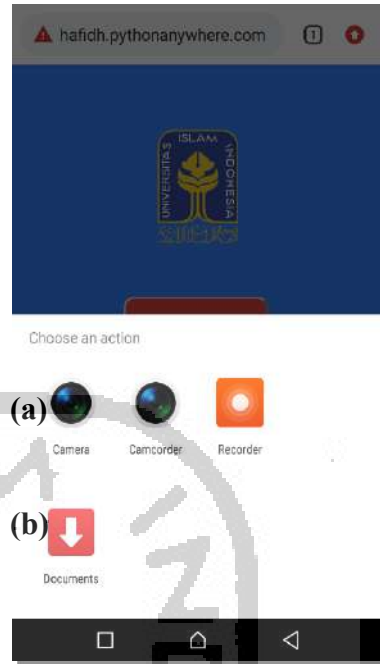 hafidh.pythonanywhere.com 1
ISLAM
UNIVERSITAS
INDONESIA
Choose an action
(a)
Camera Camcorder Recorder
(b)
Documents